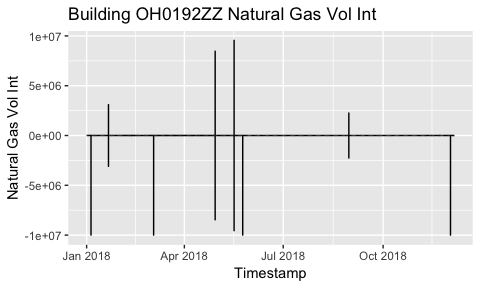 Building OH0192ZZ Natural Gas Vol Int
Natural Gas Vol Int
1e+07
5e+06
0e+00
-5e+06
-1e+07
Jan 2018 Apr 2018 Jul 2018 Oct 2018
Timestamp